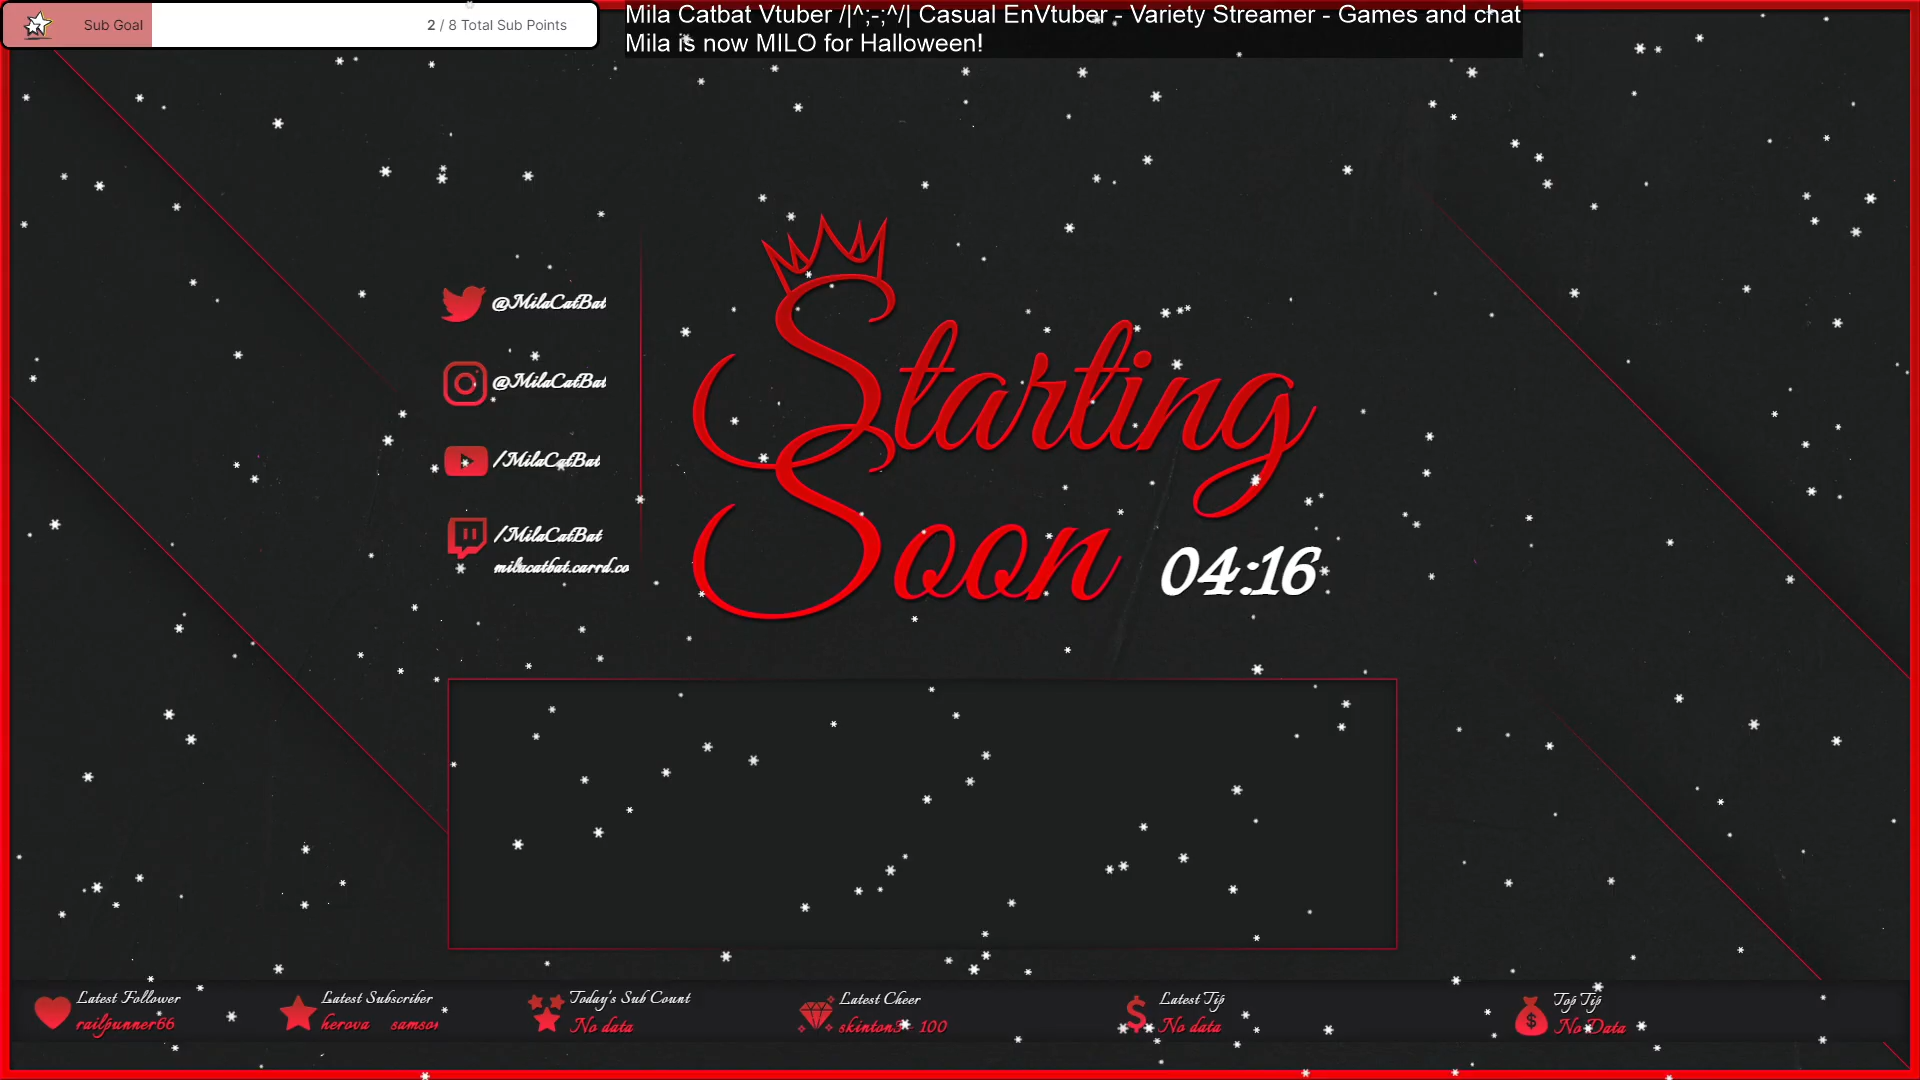 Sub Goal
2 / 8 Total Sub Points
Mila Catbat Vtuber /|^;-;^/| Casual EnVtuber - Variety Streamer - Games and chat
Mila is now MILO for Halloween!
@MilaCatBat
@MilaCatBat
/MilaCatBat
/MilaCatBat
milacatbat.carrd.co
Starting
Soon
04:16
Latest Follower
railgunner66
Latest Subscriber
herova samso
Today's Sub Count
No data
Latest Cheer
100
Latest Tip
No data
Top Tip
No Data